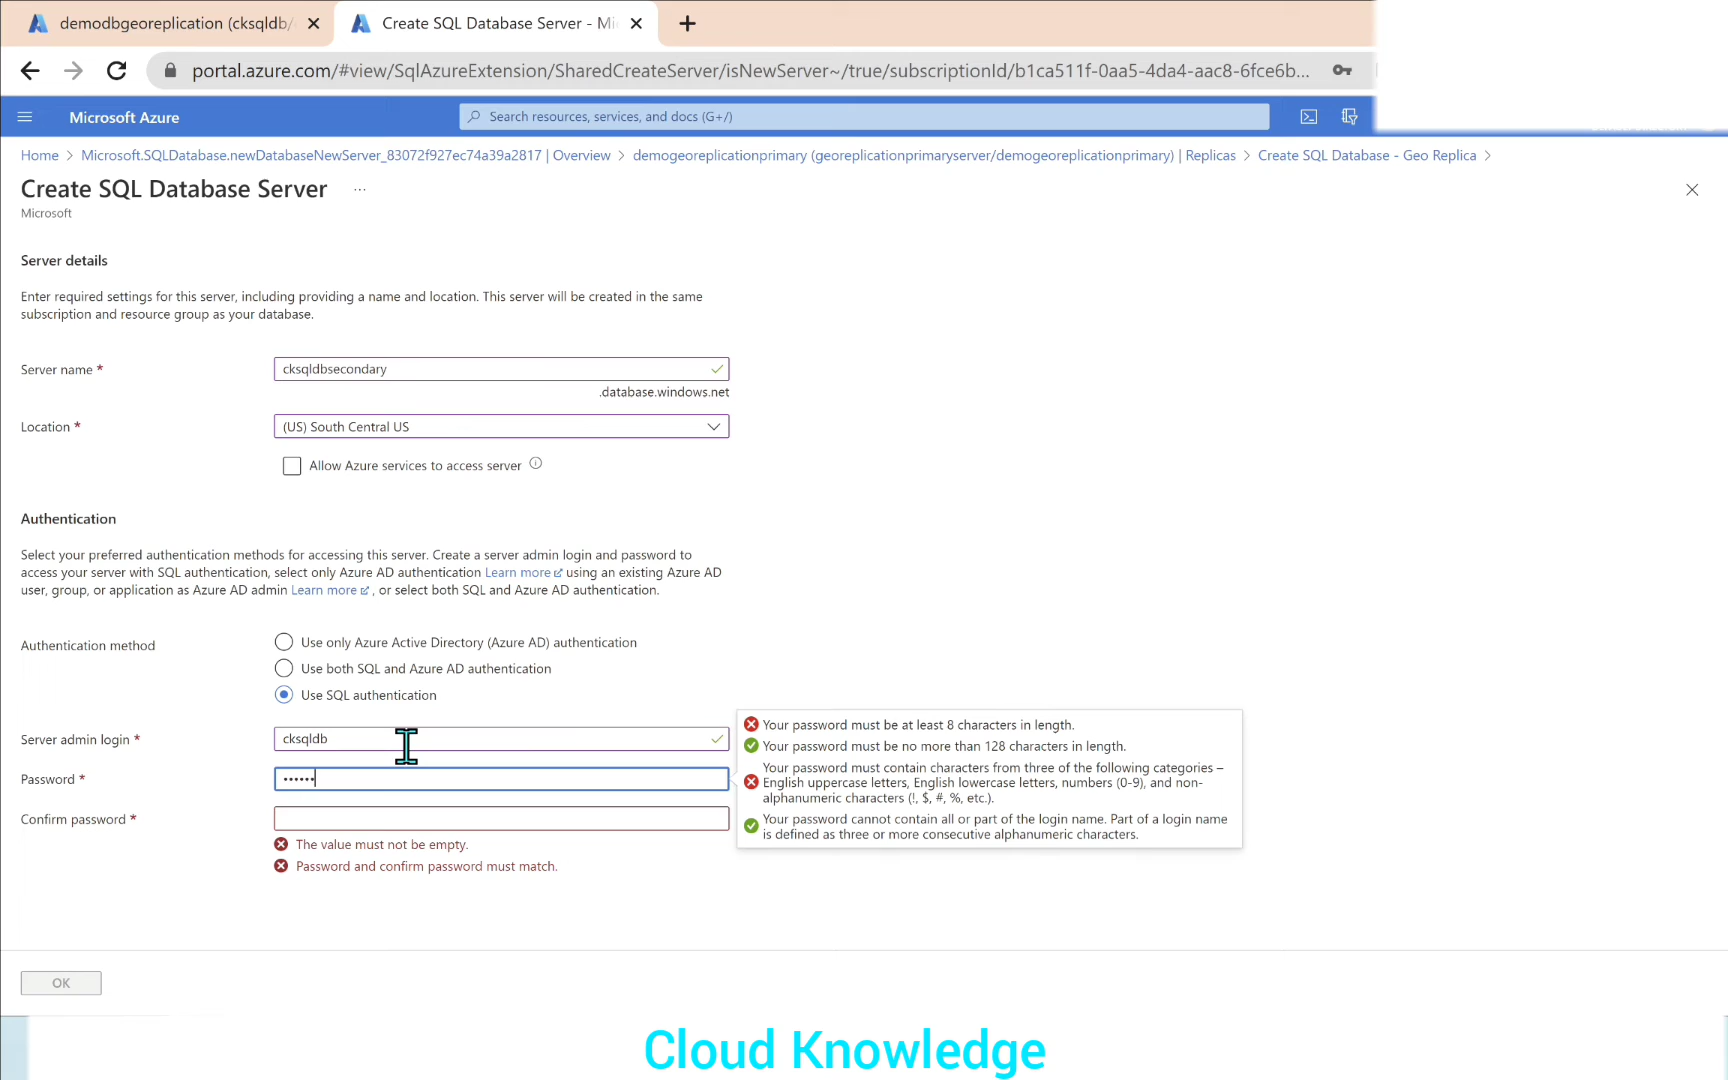 demodbgeoreplication (cksqldb/
Create SQL Database Server - Mi
portal.azure.com/#view/SqlAzureExtension/SharedCreateServer/isNewServer~/true/subscriptionId/b1ca511f-0aa5-4da4-aac8-6fce6b...
Microsoft Azure
Search resources, services, and docs (G+/)
Home > Microsoft.SQLDatabase.newDatabaseNewServer_83072f927ec74a39a2817 | Overview > demogeoreplicationprimary (georeplicationprimaryserver/demogeoreplicationprimary) | Replicas > Create SQL Database - Geo Replica >
Create SQL Database Server ...
Microsoft
Server details
Enter required settings for this server, including providing a name and location. This server will be created in the same
subscription and resource group as your database.
Server name *
cksqldbsecondary
.database.windows.net
Location *
(US) South Central US
Allow Azure services to access server
Authentication
Select your preferred authentication methods for accessing this server. Create a server admin login and password to
access your server with SQL authentication, select only Azure AD authentication Learn more using an existing Azure AD
user, group, or application as Azure AD admin Learn more , or select both SQL and Azure AD authentication.
Authentication method
Use only Azure Active Directory (Azure AD) authentication
Use both SQL and Azure AD authentication
Use SQL authentication
Server admin login *
cksqldb
Password *
••••••
Your password must be at least 8 characters in length.
Your password must be no more than 128 characters in length.
Your password must contain characters from three of the following categories –
English uppercase letters, English lowercase letters, numbers (0-9), and non-
alphanumeric characters (!, $, #, %, etc.).
Your password cannot contain all or part of the login name. Part of a login name
is defined as three or more consecutive alphanumeric characters.
Confirm password *
The value must not be empty.
Password and confirm password must match.
OK
Cloud Knowledge